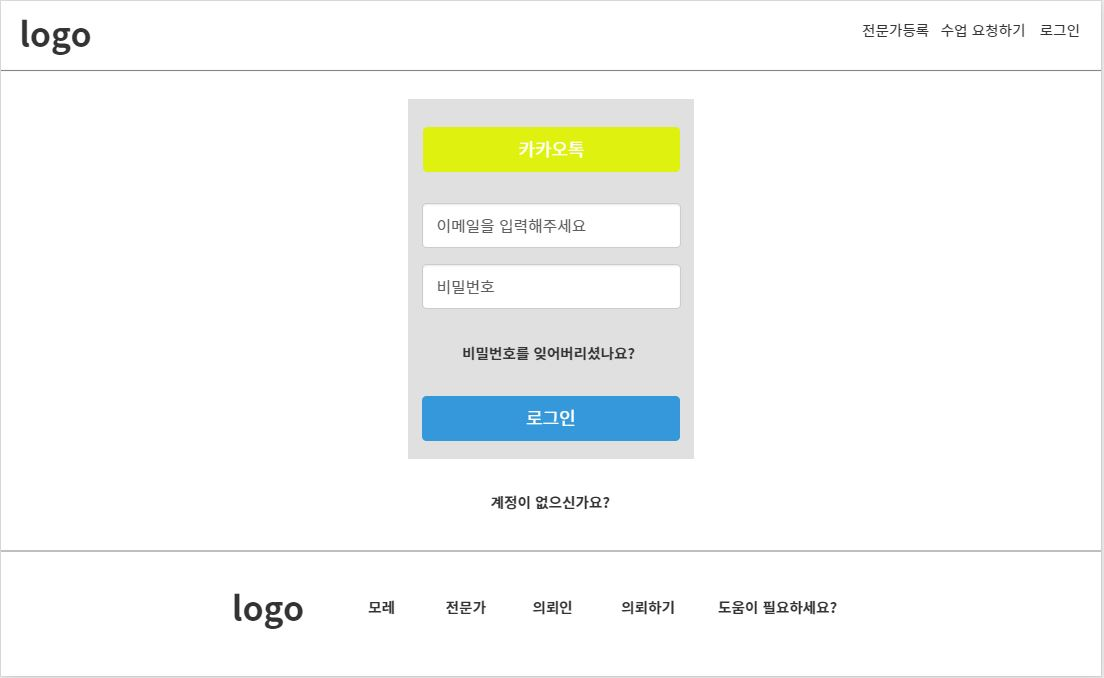 logo
전문가등록 수업 요청하기 로그인
카카오톡
이메일을 입력해주세요
비밀번호
비밀번호를 잊어버리셨나요?
로그인
계정이 없으신가요?
logo 모레 전문가 의뢰인 의뢰하기 도움이 필요하세요?